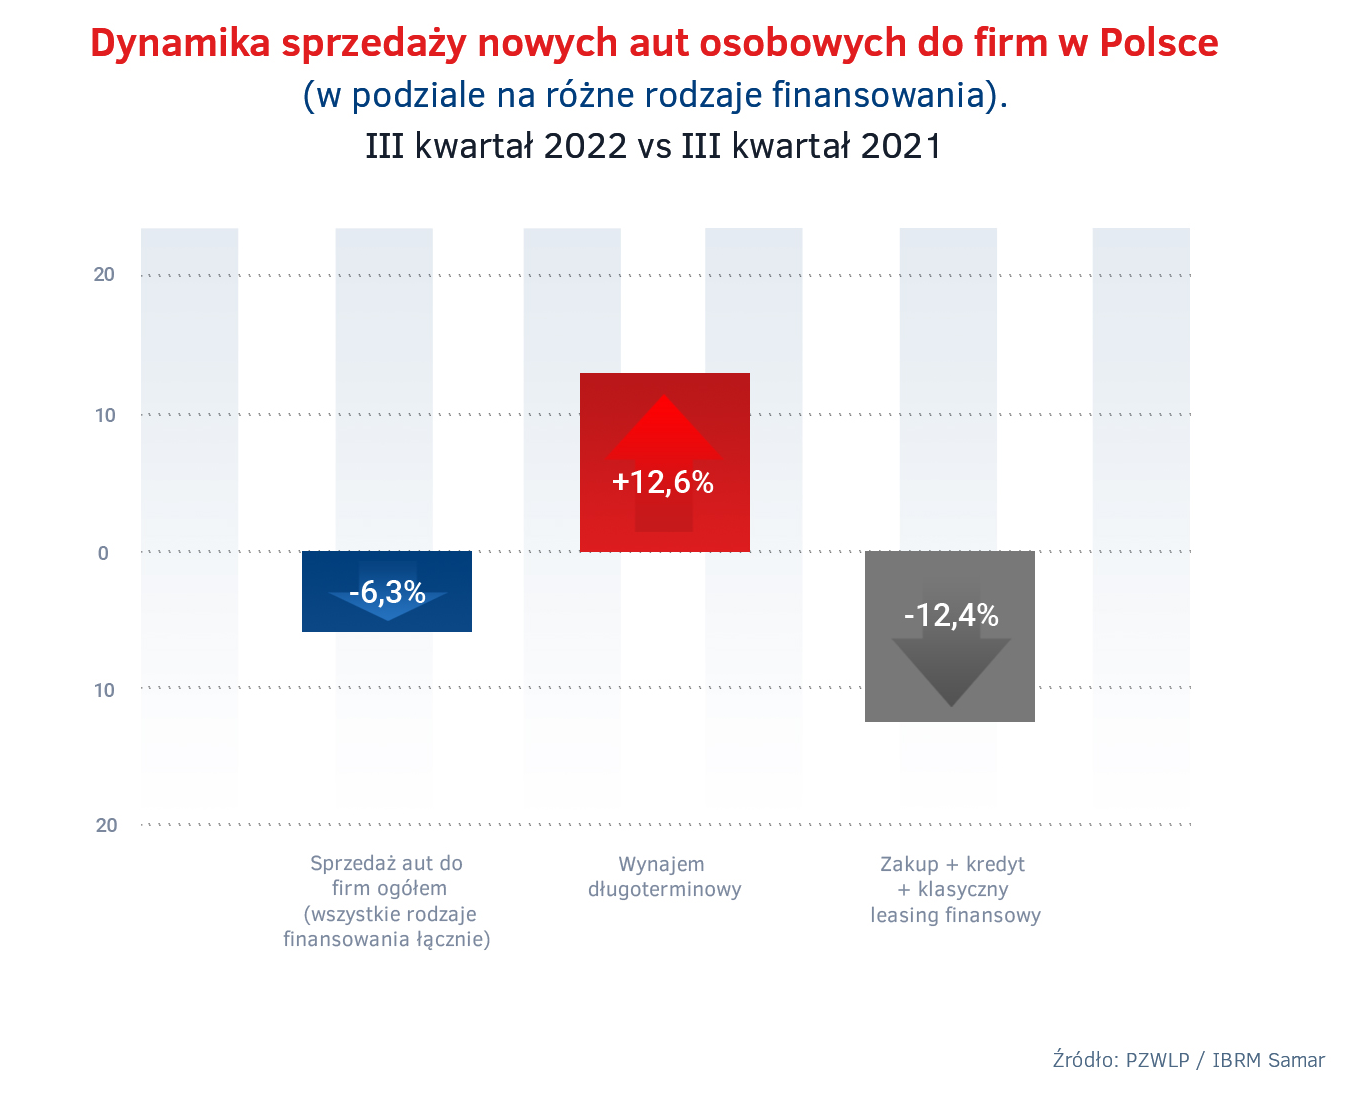 Dynamika sprzedaży nowych aut osobowych do firm w Polsce
(w podziale na różne rodzaje finansowania).
III kwartał 2022 vs III kwartał 2021
20
10
0
10
20
-6,3%
+12,6%
-12,4%
Sprzedaż aut do
firm ogółem
(wszystkie rodzaje
finansowania łącznie)
Wynajem
długoterminowy
Zakup + kredyt
+ klasyczny
leasing finansowy
Źródło: PZWLP / IBRM Samar